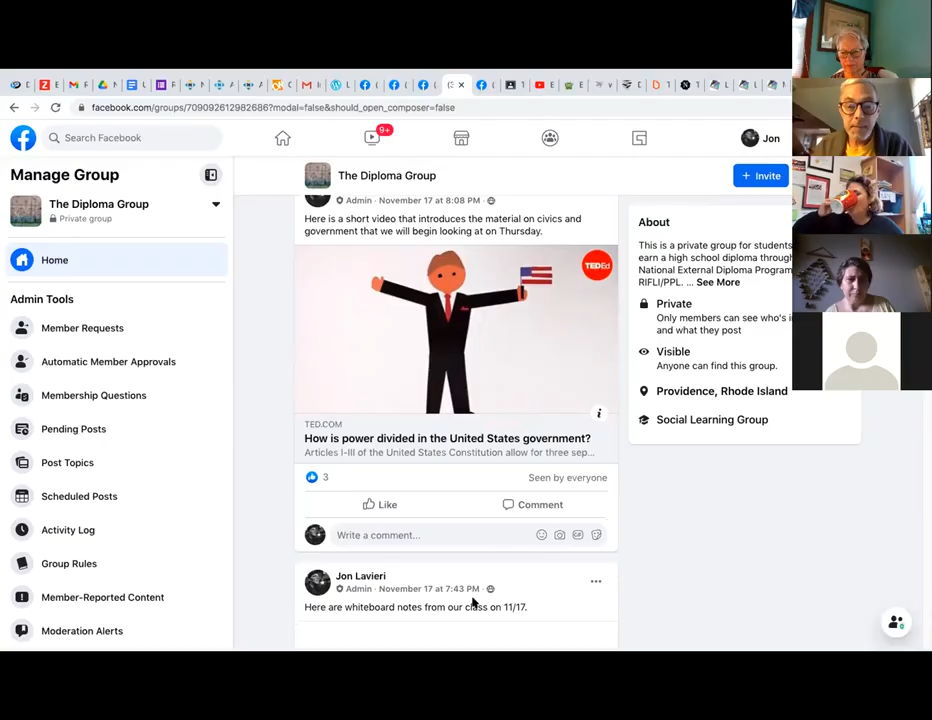 facebook.com/groups/709092612982686?modal=false&should_open_composer=false
Search Facebook
9+
Jon
Manage Group
The Diploma Group
Private group
Home
Admin Tools
Member Requests
Automatic Member Approvals
Membership Questions
Pending Posts
Post Topics
Scheduled Posts
Activity Log
Group Rules
Member-Reported Content
Moderation Alerts
The Diploma Group
+ Invite
Admin · November 17 at 8:08 PM ·
Here is a short video that introduces the material on civics and
government that we will begin looking at on Thursday.
TEDEd
TED.COM
How is power divided in the United States government?
Articles I-III of the United States Constitution allow for three sep...
3
Seen by everyone
Like
Comment
Write a comment...
Jon Lavieri
Admin · November 17 at 7:43 PM ·
Here are whiteboard notes from our class on 11/17.
About
This is a private group for students
earn a high school diploma through
National External Diploma Program
RIFLI/PPL. ... See More
Private
Only members can see who's i
and what they post
Visible
Anyone can find this group.
Providence, Rhode Island
Social Learning Group